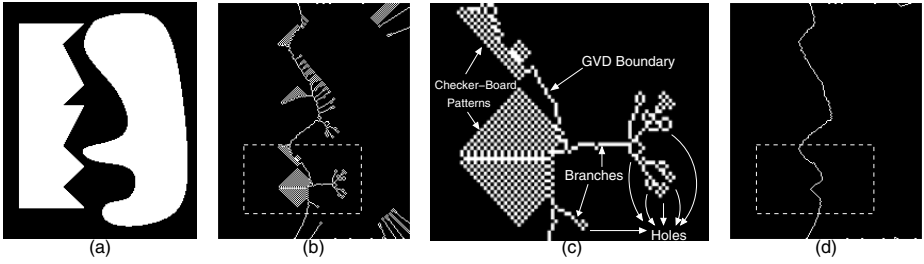 GVD Boundary
Checker-Board
Patterns
Branches
Holes
(a)
(b)
(c)
(d)